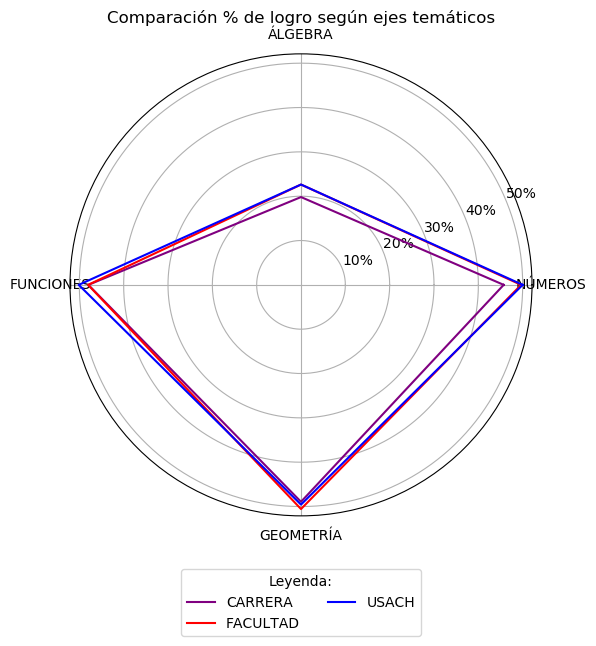 Comparación % de logro según ejes temáticos
ÁLGEBRA
50%
40%
30%
20%
10%
FUNCIONES
NÚMEROS
GEOMETRÍA
Leyenda:
CARRERA
USACH
FACULTAD